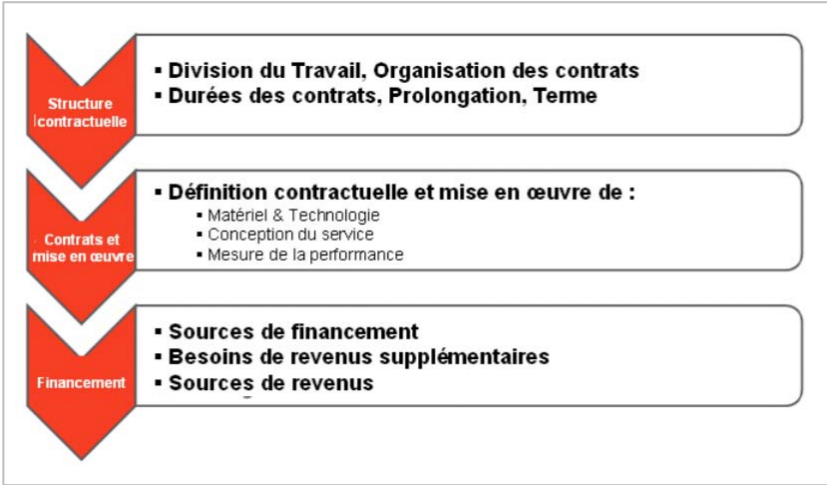 Structure
contractuelle
▪ Division du Travail, Organisation des contrats
▪ Durées des contrats, Prolongation, Terme
Contrats et
mise en œuvre
▪ Définition contractuelle et mise en œuvre de :
▪ Matériel & Technologie
▪ Conception du service
▪ Mesure de la performance
Financement
▪ Sources de financement
▪ Besoins de revenus supplémentaires
▪ Sources de revenus